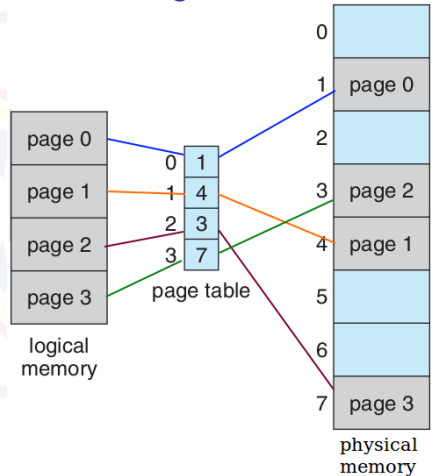 page 0
page 1
page 2
page 3
logical
memory
0 1
1 4
2 3
3 7
page table
0
1 page 0
2
3 page 2
4 page 1
5
6
7 page 3
physical
memory